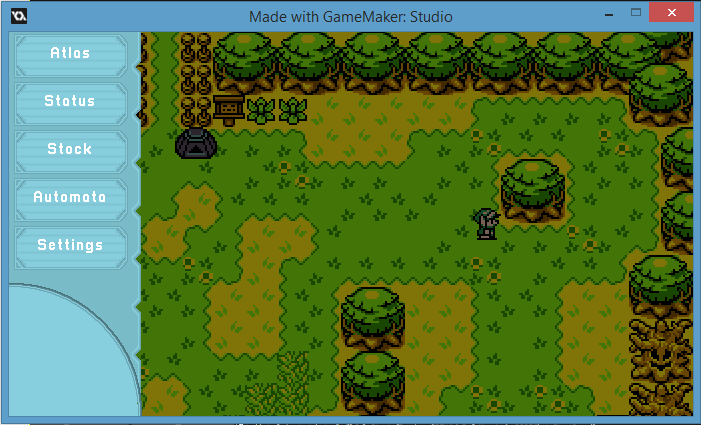 Made with GameMaker: Studio
Atlas
Status
Stock
Automata
Settings